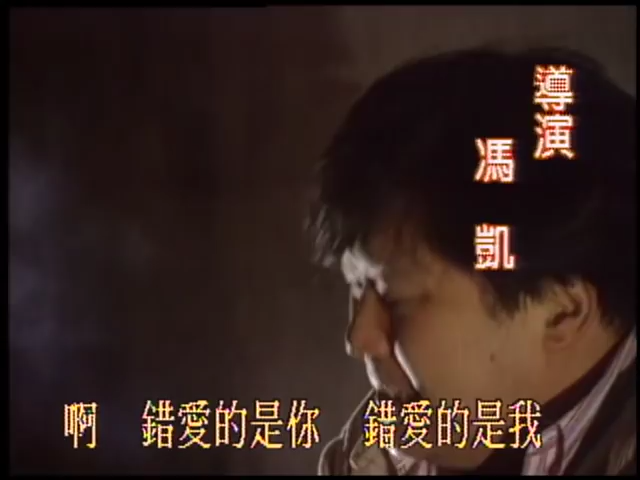 導演
馮凱
啊 錯愛的是你 錯愛的是我